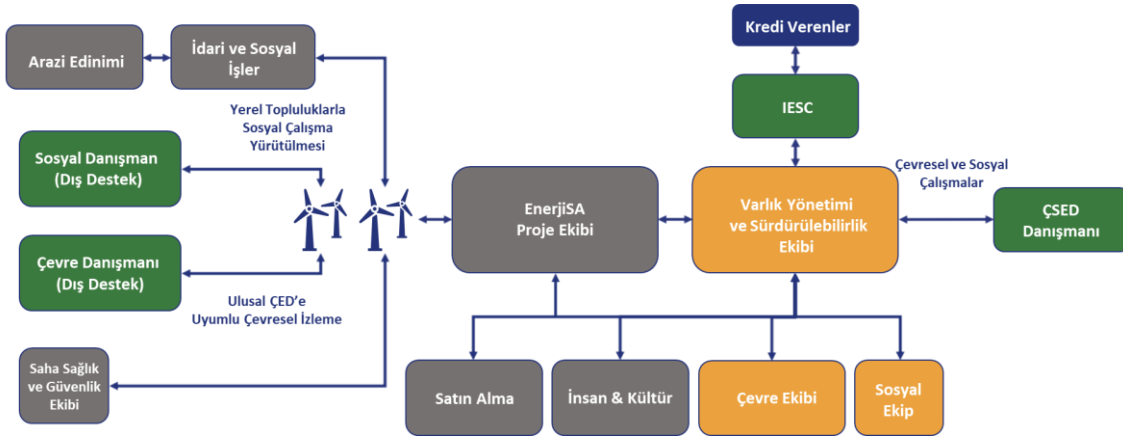 Kredi Verenler
Arazi Edinimi
İdari ve Sosyal
İşler
IESC
Yerel Topluluklarla
Sosyal Çalışma
Yürütülmesi
Sosyal Danışman
(Dış Destek)
Çevresel ve Sosyal
Çalışmalar
EnerjiSA
Proje Ekibi
Varlık Yönetimi
ve Sürdürülebilirlik
Ekibi
ÇSED
Danışmanı
Çevre Danışmanı
(Dış Destek)
Ulusal ÇED’e
Uyumlu Çevresel İzleme
Saha Sağlık
ve Güvenlik
Ekibi
Satın Alma
İnsan & Kültür
Çevre Ekibi
Sosyal
Ekip